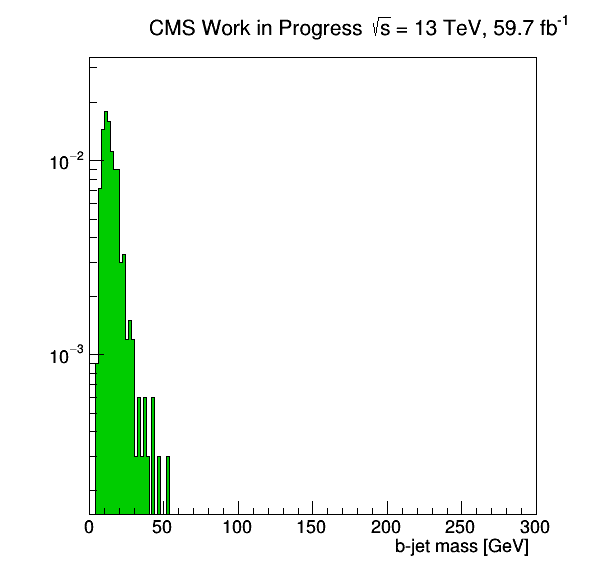 CMS Work in Progress √s = 13 TeV, 59.7 fb⁻¹
10⁻²
10⁻³
0 50 100 150 200 250 300
b-jet mass [GeV]